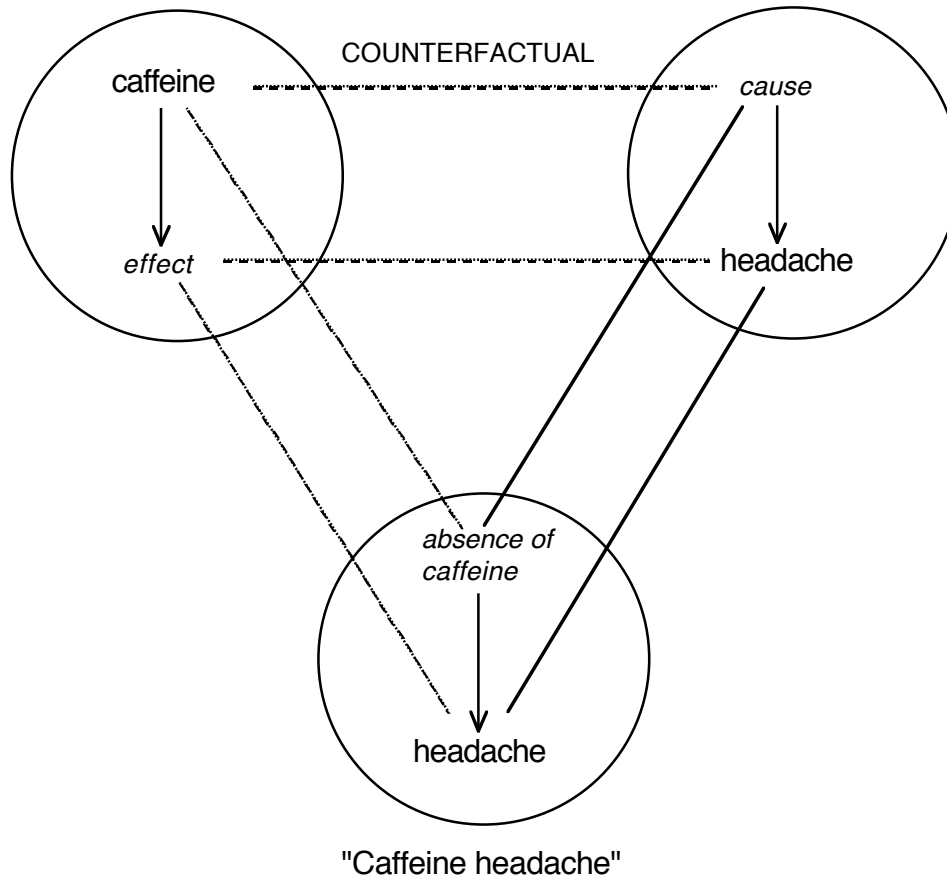 COUNTERFACTUAL
caffeine
cause
effect
headache
absence of
caffeine
headache
"Caffeine headache"